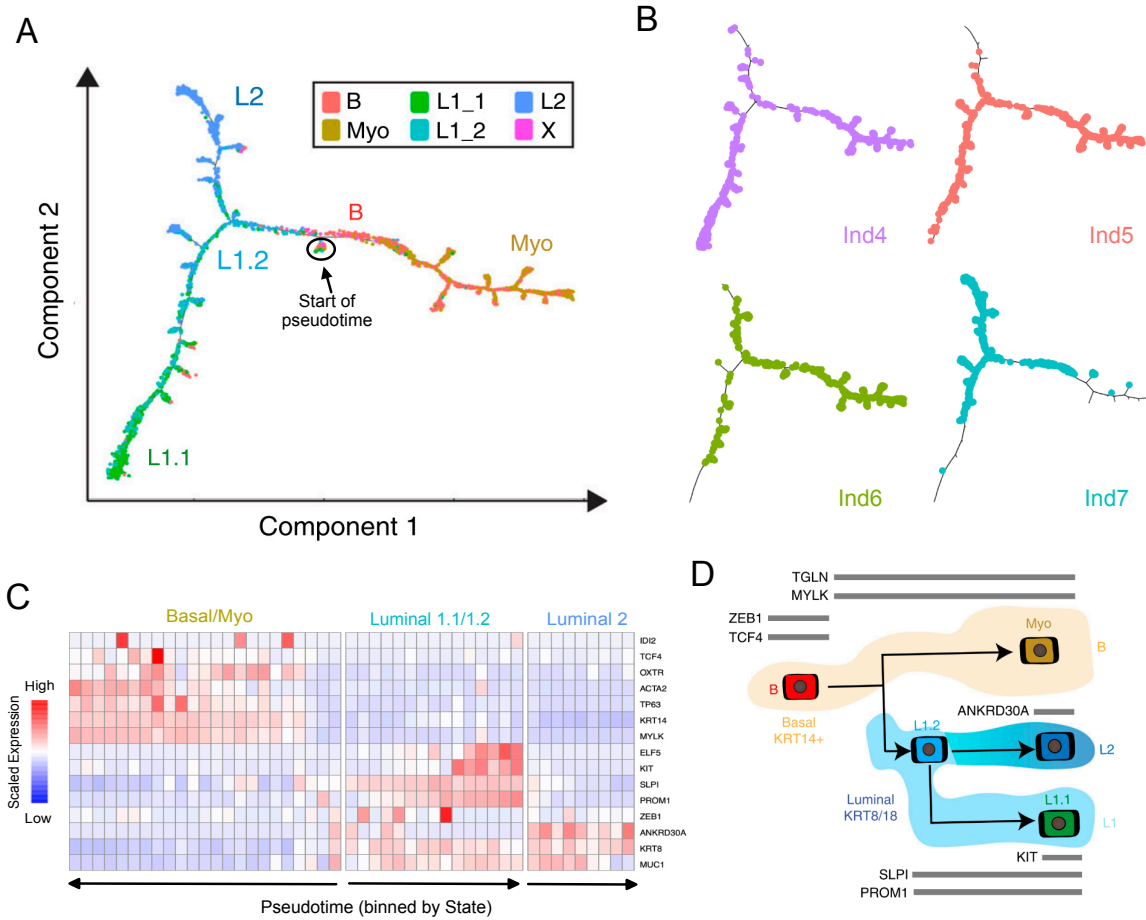 A
L2
B
L1_1
L2
Myo
L1_2
X
B
L1.2
Myo
Start of
pseudotime
L1.1
Component 2
Component 1
B
Ind4
Ind5
Ind6
Ind7
C
Basal/Myo
Luminal 1.1/1.2
Luminal 2
High
Scaled Expression
Low
IDI2
TCF4
OXTR
ACTA2
TP63
KRT14
MYLK
ELF5
KIT
SLPI
PROM1
ZEB1
ANKRD30A
KRT8
MUC1
Pseudotime (binned by State)
D
TGLN
MYLK
ZEB1
TCF4
Myo
B
B
Basal
KRT14+
ANKRD30A
L1.2
L2
Luminal
KRT8/18
L1.1
L1
KIT
SLPI
PROM1